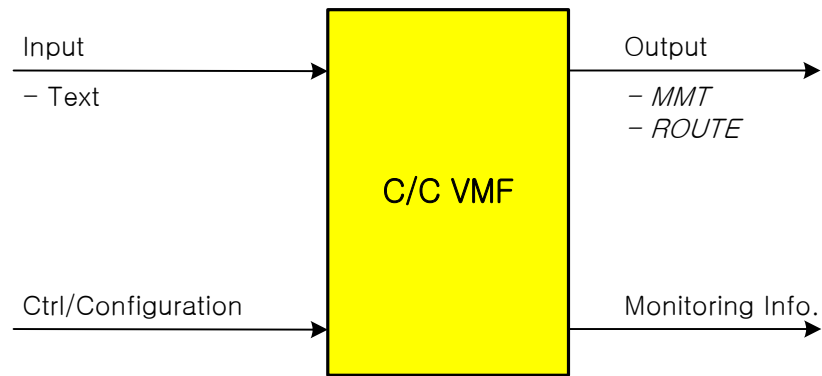 Input
- Text
Output
- MMT
- ROUTE
C/C VMF
Ctrl/Configuration
Monitoring Info.